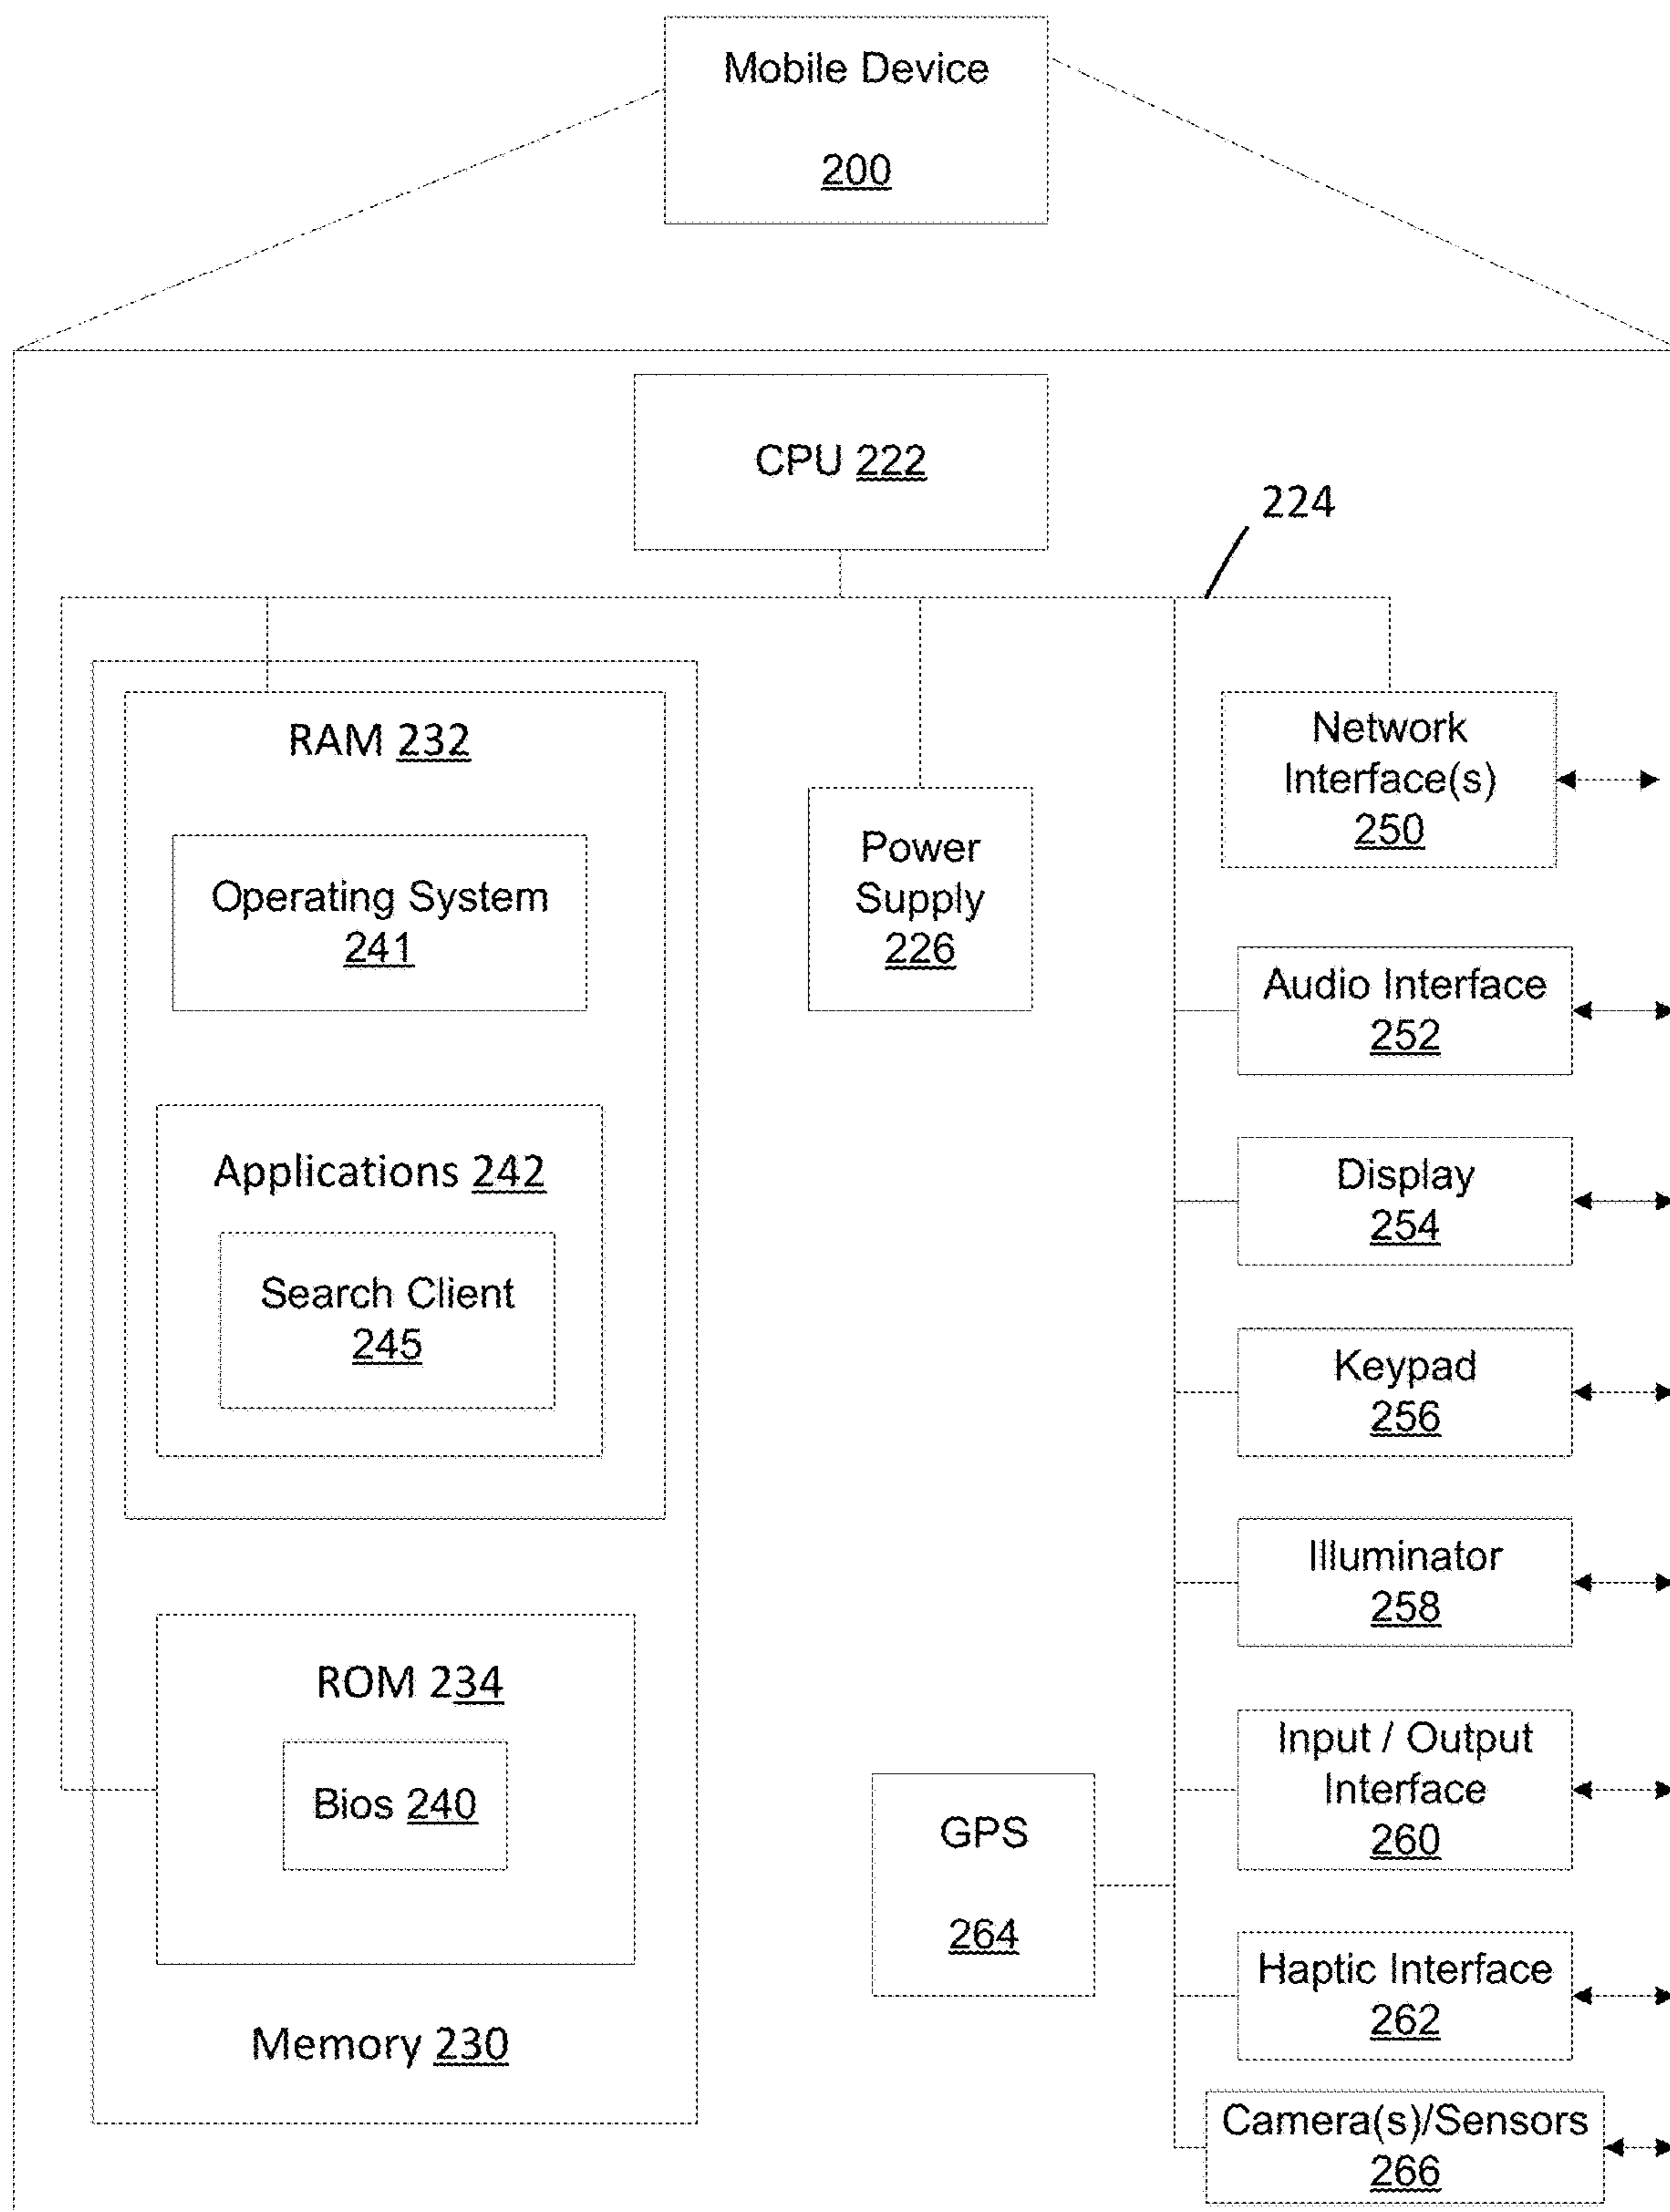 Mobile Device
200
CPU 222
224
RAM 232
Operating System
241
Applications 242
Search Client
245
ROM 234
Bios 240
Memory 230
Power
Supply
226
GPS
264
Network
Interface(s)
250
Audio Interface
252
Display
254
Keypad
256
Illuminator
258
Input / Output
Interface
260
Haptic Interface
262
Camera(s)/Sensors
266